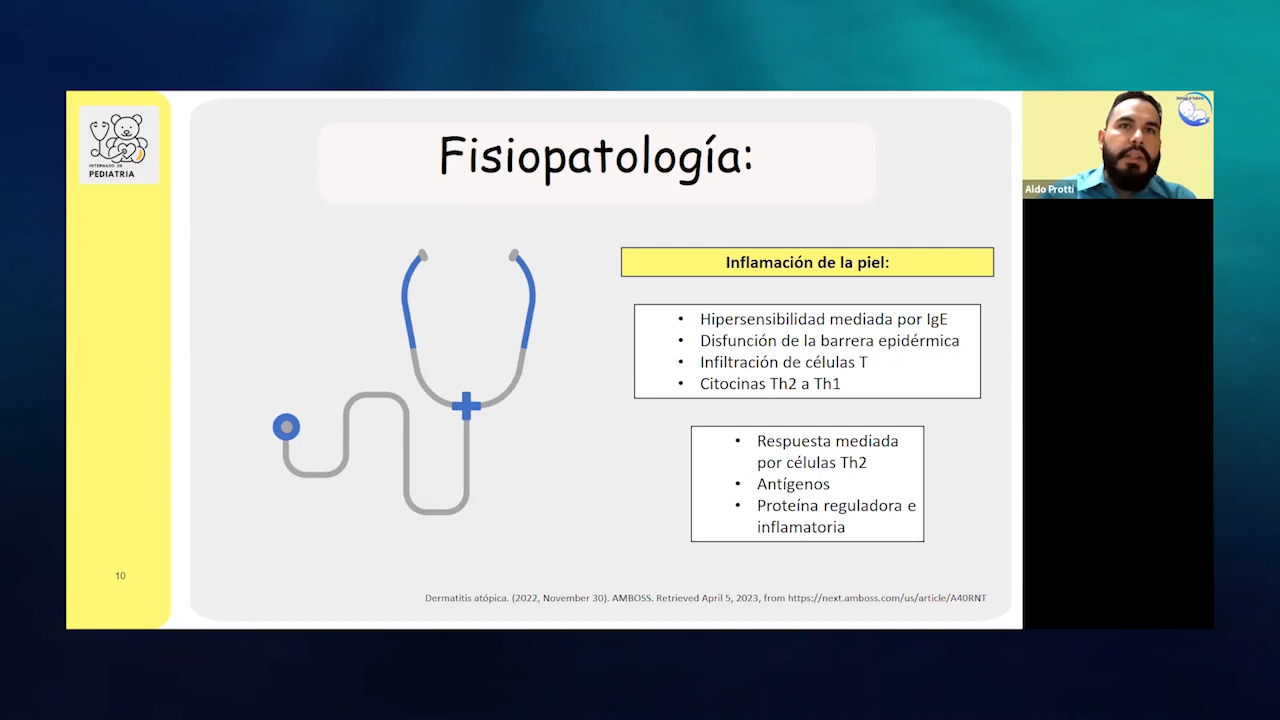 INTERNADO DE
PEDIATRIA
Fisiopatología:
Inflamación de la piel:
• Hipersensibilidad mediada por IgE
• Disfunción de la barrera epidérmica
• Infiltración de células T
• Citocinas Th2 a Th1
• Respuesta mediada
por células Th2
• Antígenos
• Proteína reguladora e
inflamatoria
10
Dermatitis atópica. (2022, November 30). AMBOSS. Retrieved April 5, 2023, from https://next.amboss.com/us/article/A40RNT
Aldo Protti